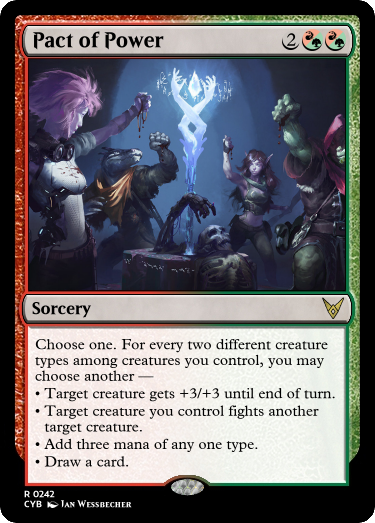 Pact of Power 2
Sorcery
Choose one. For every two different creature
types among creatures you control, you may
choose another —
• Target creature gets +3/+3 until end of turn.
• Target creature you control fights another
target creature.
• Add three mana of any one type.
• Draw a card.
R 0242
CYB Ian Wessbecher